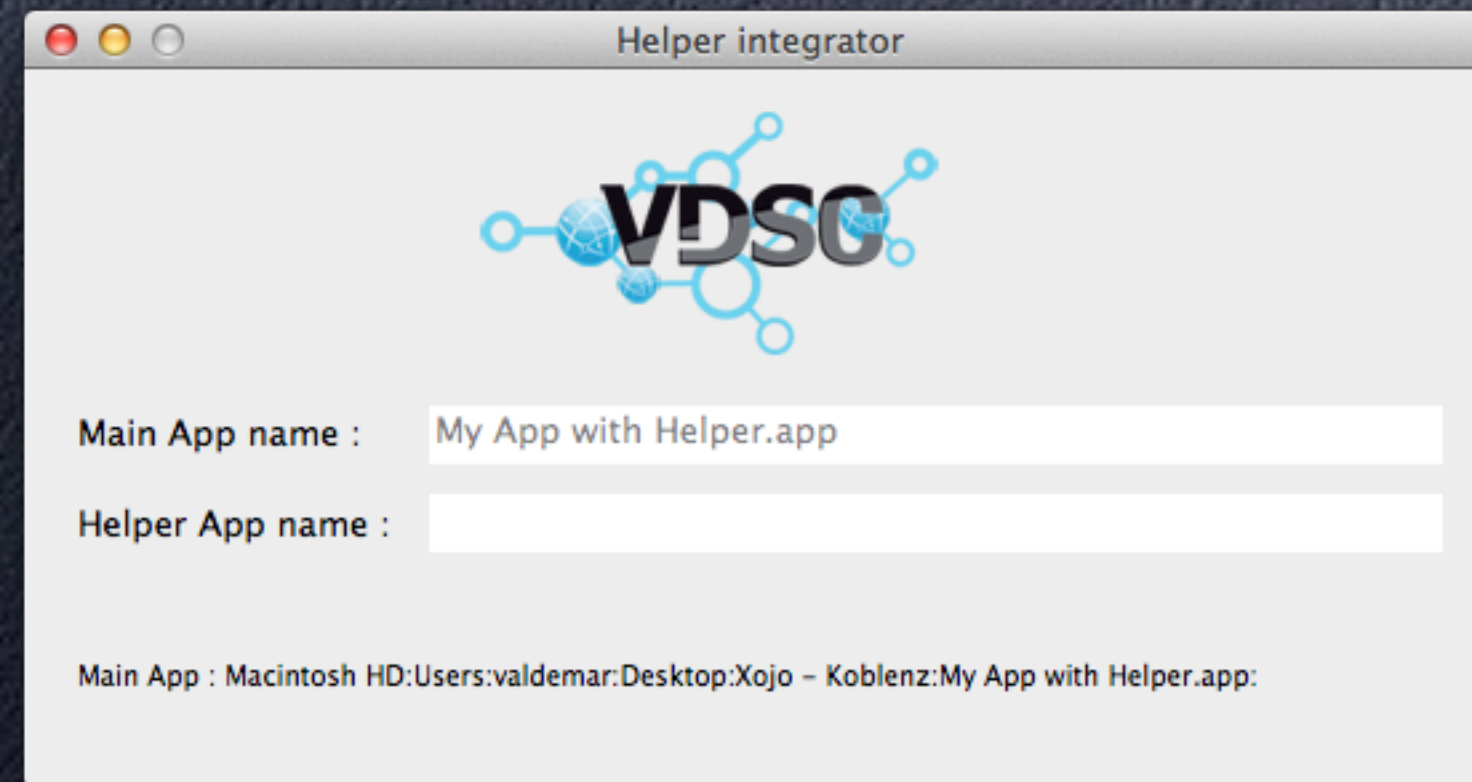 Helper integrator
VDSC
Main App name :
My App with Helper.app
Helper App name :
Main App : Macintosh HD:Users:valdemar:Desktop:Xojo – Koblenz:My App with Helper.app: